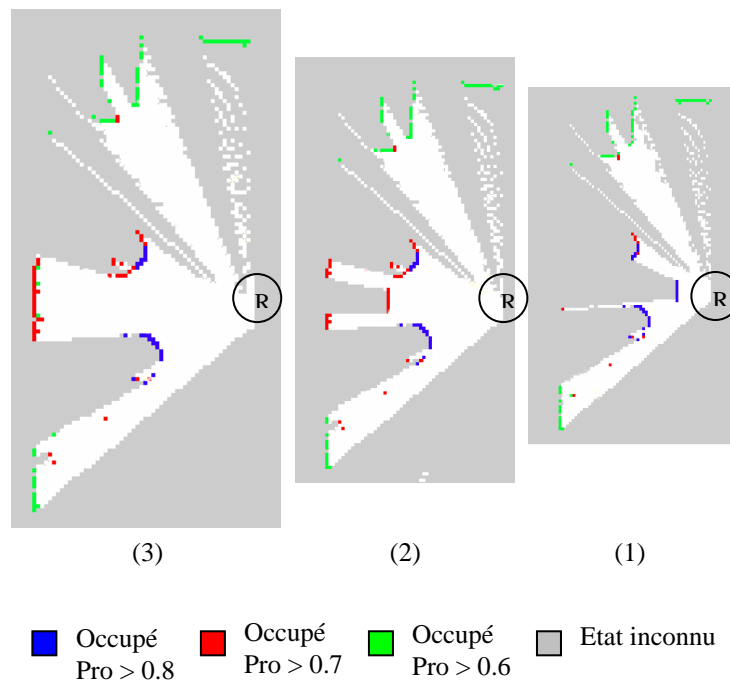 R
R
R
(3)
(2)
(1)
Occupé
Pro > 0.8
Occupé
Pro > 0.7
Occupé
Pro > 0.6
Etat inconnu